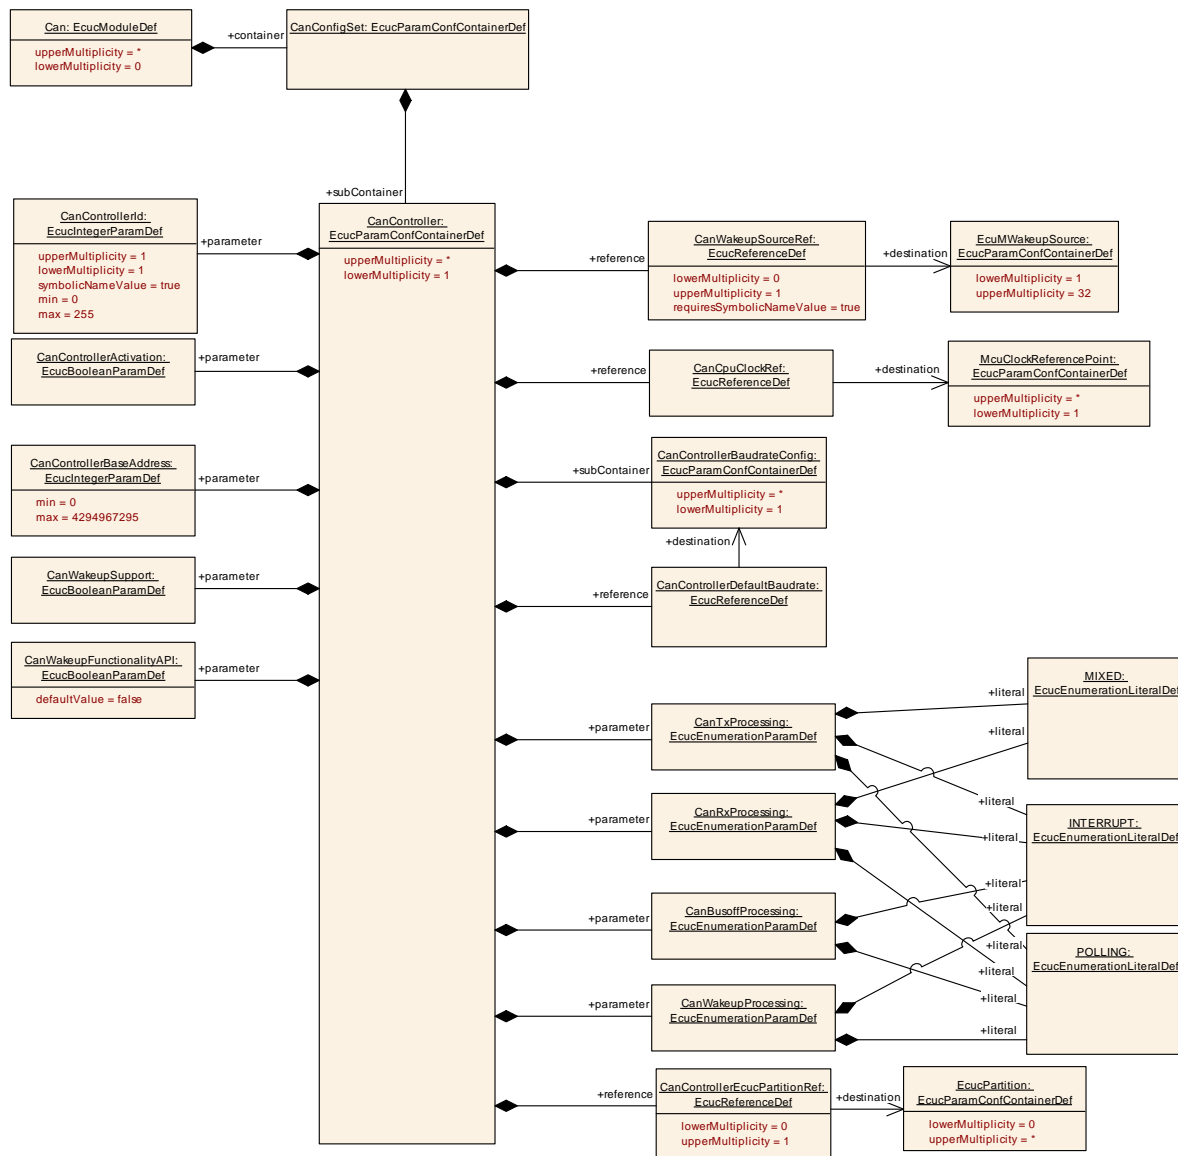 Can: EcucModuleDef
upperMultiplicity = *
lowerMultiplicity = 0
+container
CanConfigSet: EcucParamConfContainerDef
+subContainer
CanControllerId:
EcucIntegerParamDef
upperMultiplicity = 1
lowerMultiplicity = 1
symbolicNameValue = true
min = 0
max = 255
+parameter
CanController:
EcucParamConfContainerDef
upperMultiplicity = *
lowerMultiplicity = 1
+reference
CanWakeupSourceRef:
EcucReferenceDef
lowerMultiplicity = 0
upperMultiplicity = 1
requiresSymbolicNameValue = true
+destination
EcuMWakeupSource:
EcucParamConfContainerDef
lowerMultiplicity = 1
upperMultiplicity = 32
CanControllerActivation:
EcucBooleanParamDef
+parameter
+reference
CanCpuClockRef:
EcucReferenceDef
+destination
McuClockReferencePoint:
EcucParamConfContainerDef
upperMultiplicity = *
lowerMultiplicity = 1
CanControllerBaseAddress:
EcucIntegerParamDef
min = 0
max = 4294967295
+parameter
+subContainer
CanControllerBaudrateConfig:
EcucParamConfContainerDef
upperMultiplicity = *
lowerMultiplicity = 1
+destination
CanWakeupSupport:
EcucBooleanParamDef
+parameter
+reference
CanControllerDefaultBaudrate:
EcucReferenceDef
CanWakeupFunctionalityAPI:
EcucBooleanParamDef
defaultValue = false
+parameter
+parameter
CanTxProcessing:
EcucEnumerationParamDef
+literal
+literal
+literal
MIXED:
EcucEnumerationLiteralDef
+parameter
CanRxProcessing:
EcucEnumerationParamDef
+literal
+literal
+literal
INTERRUPT:
EcucEnumerationLiteralDef
+parameter
CanBusoffProcessing:
EcucEnumerationParamDef
+literal
+literal
+literal
POLLING:
EcucEnumerationLiteralDef
+parameter
CanWakeupProcessing:
EcucEnumerationParamDef
+literal
+reference
CanControllerEcucPartitionRef:
EcucReferenceDef
lowerMultiplicity = 0
upperMultiplicity = 1
+destination
EcucPartition:
EcucParamConfContainerDef
lowerMultiplicity = 0
upperMultiplicity = *